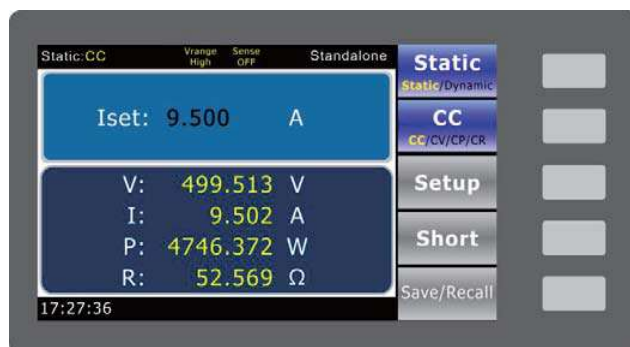 Static:CC Vrange High Sense OFF Standalone
Iset: 9.500 A
V: 499.513 V
I: 9.502 A
P: 4746.372 W
R: 52.569 Ω
17:27:36
Static
Static/Dynamic
CC
CC/CV/CP/CR
Setup
Short
Save/Recall